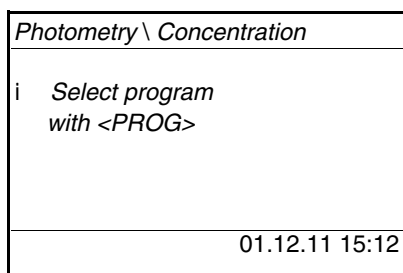 Photometry \ Concentration
i Select program
with <PROG>
01.12.11 15:12